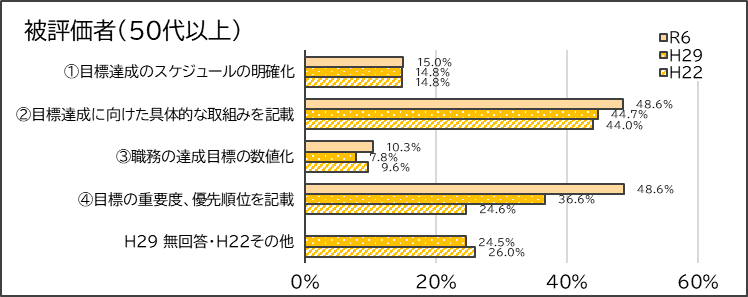 被評価者(50代以上)
R6
H29
H22
①目標達成のスケジュールの明確化
15.0%
14.8%
14.8%
②目標達成に向けた具体的な取組みを記載
48.6%
44.7%
44.0%
③職務の達成目標の数値化
10.3%
7.8%
9.6%
④目標の重要度、優先順位を記載
48.6%
36.6%
24.6%
H29 無回答・H22その他
24.5%
26.0%
0% 20% 40% 60%